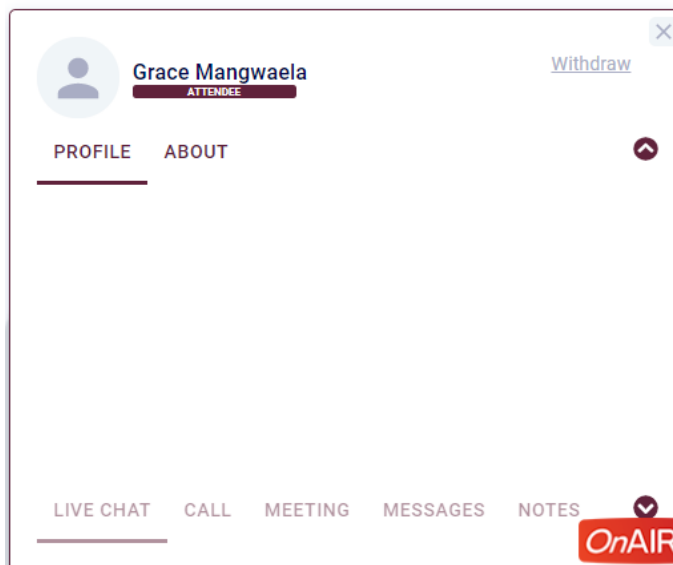 Grace Mangwaela
Withdraw
ATTENDEE
PROFILE ABOUT
LIVE CHAT CALL MEETING MESSAGES NOTES
OnAIR